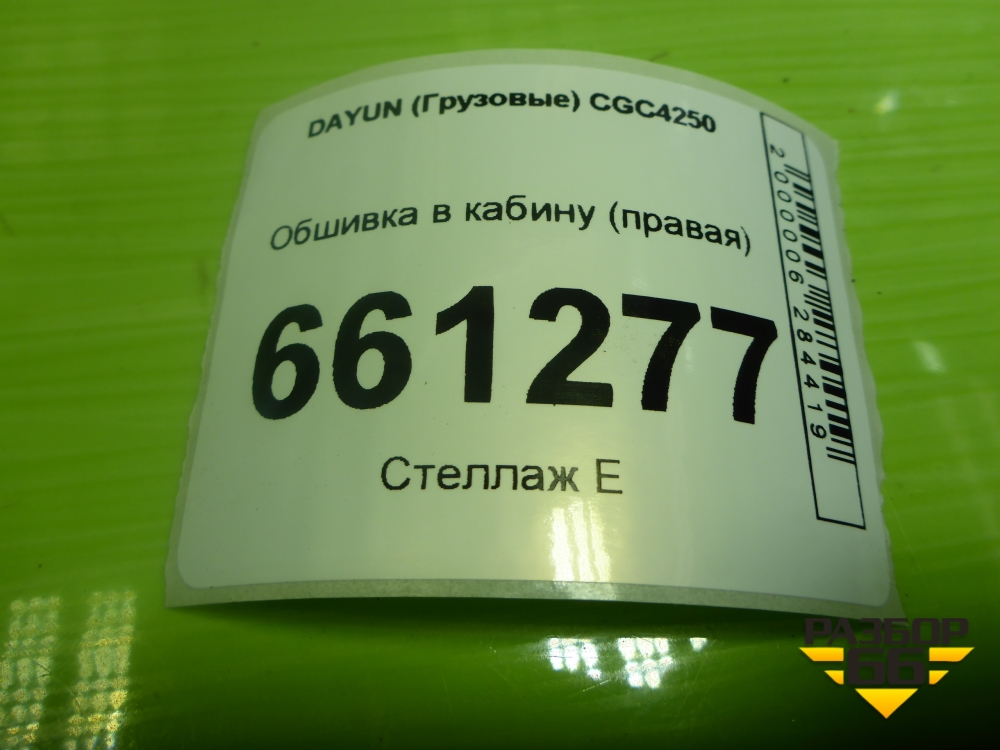 DAYUN (Грузовые) CGC4250
Обшивка в кабину (правая)
661277
Стеллаж Е
2000006284419
РАЗБОР
66